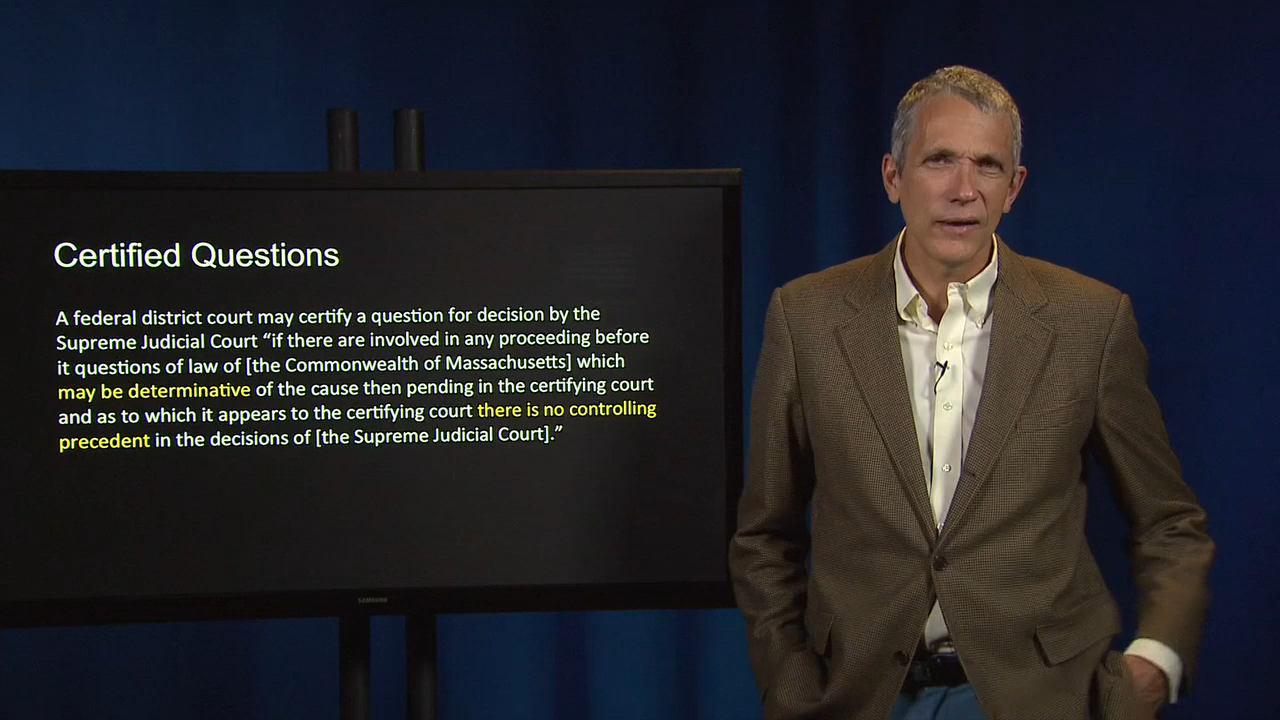 Certified Questions
A federal district court may certify a question for decision by the
Supreme Judicial Court “if there are involved in any proceeding before
it questions of law of [the Commonwealth of Massachusetts] which
may be determinative of the cause then pending in the certifying court
and as to which it appears to the certifying court there is no controlling
precedent in the decisions of [the Supreme Judicial Court].”
SAMSUNG